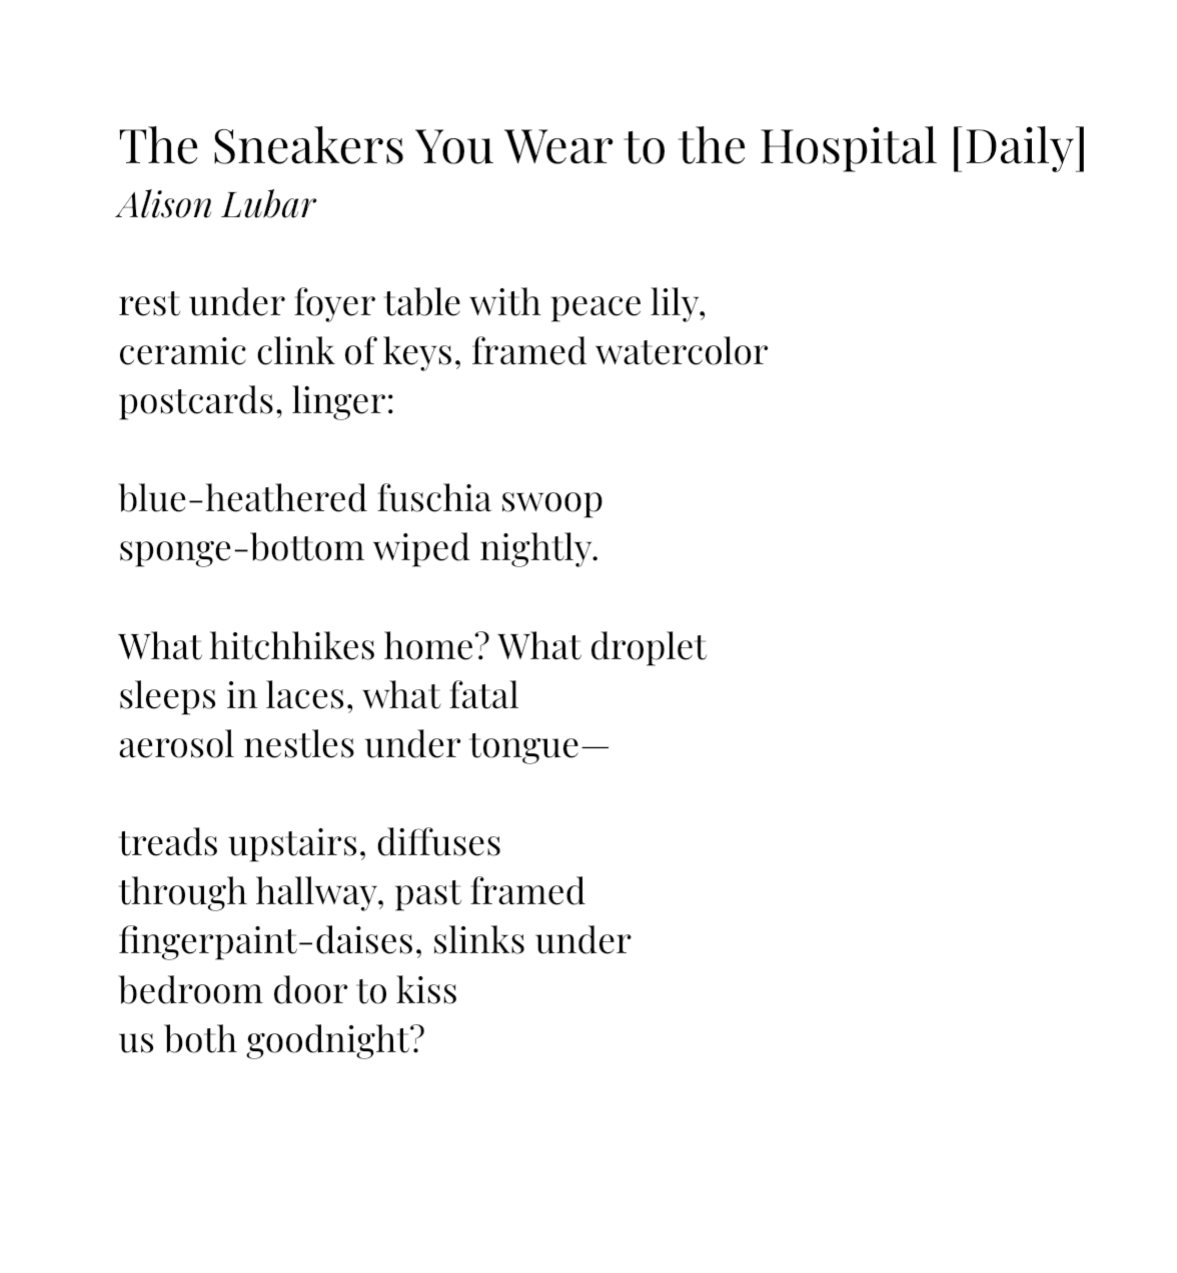 The Sneakers You Wear to the Hospital [Daily]
Alison Lubar
rest under foyer table with peace lily,
ceramic clink of keys, framed watercolor
postcards, linger:
blue-heathered fuschia swoop
sponge-bottom wiped nightly.
What hitchhikes home? What droplet
sleeps in laces, what fatal
aerosol nestles under tongue—
treads upstairs, diffuses
through hallway, past framed
fingerpaint-daises, slinks under
bedroom door to kiss
us both goodnight?